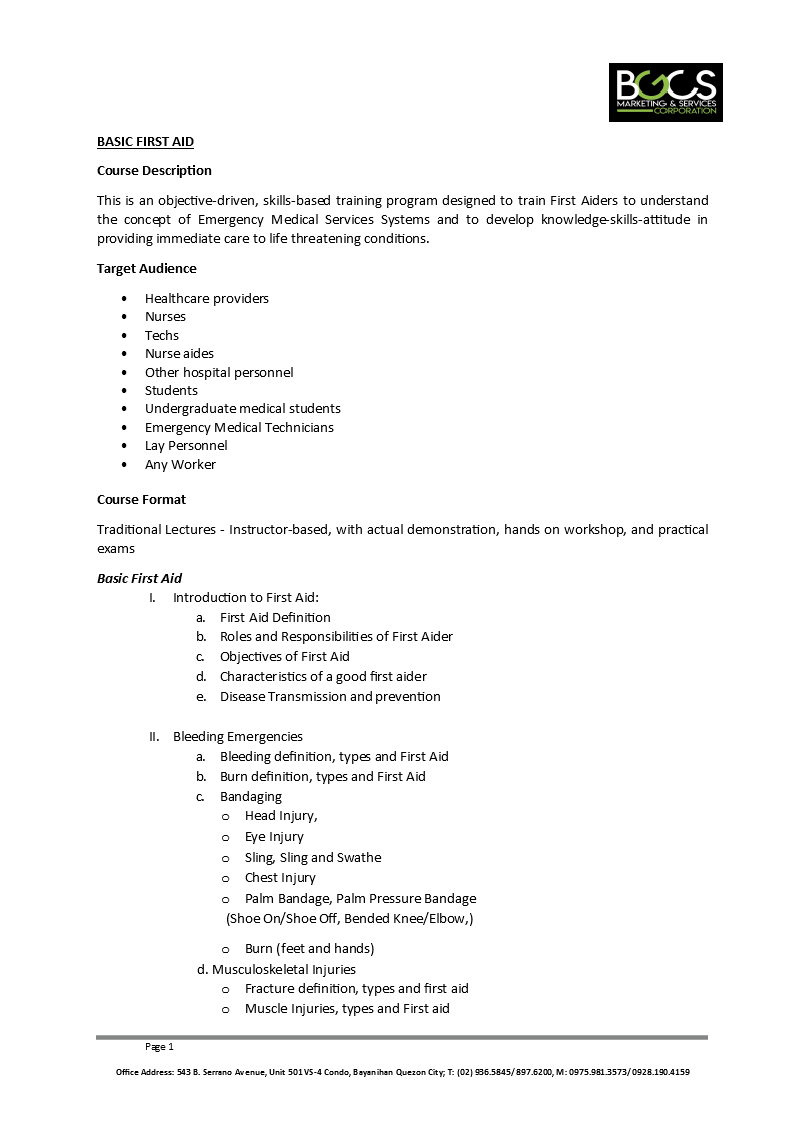 BGCS
MARKETING & SERVICES
CORPORATION
BASIC FIRST AID
Course Description
This is an objective-driven, skills-based training program designed to train First Aiders to understand
the concept of Emergency Medical Services Systems and to develop knowledge-skills-attitude in
providing immediate care to life threatening conditions.
Target Audience
• Healthcare providers
• Nurses
• Techs
• Nurse aides
• Other hospital personnel
• Students
• Undergraduate medical students
• Emergency Medical Technicians
• Lay Personnel
• Any Worker
Course Format
Traditional Lectures - Instructor-based, with actual demonstration, hands on workshop, and practical
exams
Basic First Aid
I. Introduction to First Aid:
a. First Aid Definition
b. Roles and Responsibilities of First Aider
c. Objectives of First Aid
d. Characteristics of a good first aider
e. Disease Transmission and prevention
II. Bleeding Emergencies
a. Bleeding definition, types and First Aid
b. Burn definition, types and First Aid
c. Bandaging
o Head Injury,
o Eye Injury
o Sling, Sling and Swathe
o Chest Injury
o Palm Bandage, Palm Pressure Bandage
(Shoe On/Shoe Off, Bended Knee/Elbow,)
o Burn (feet and hands)
d. Musculoskeletal Injuries
o Fracture definition, types and first aid
o Muscle Injuries, types and First aid
Page 1
Office Address: 543 B. Serrano Avenue, Unit 501 VS-4 Condo, Bayanihan Quezon City; T: (02) 936.5845/ 897.6200, M: 0975.981.3573/ 0928.190.4159